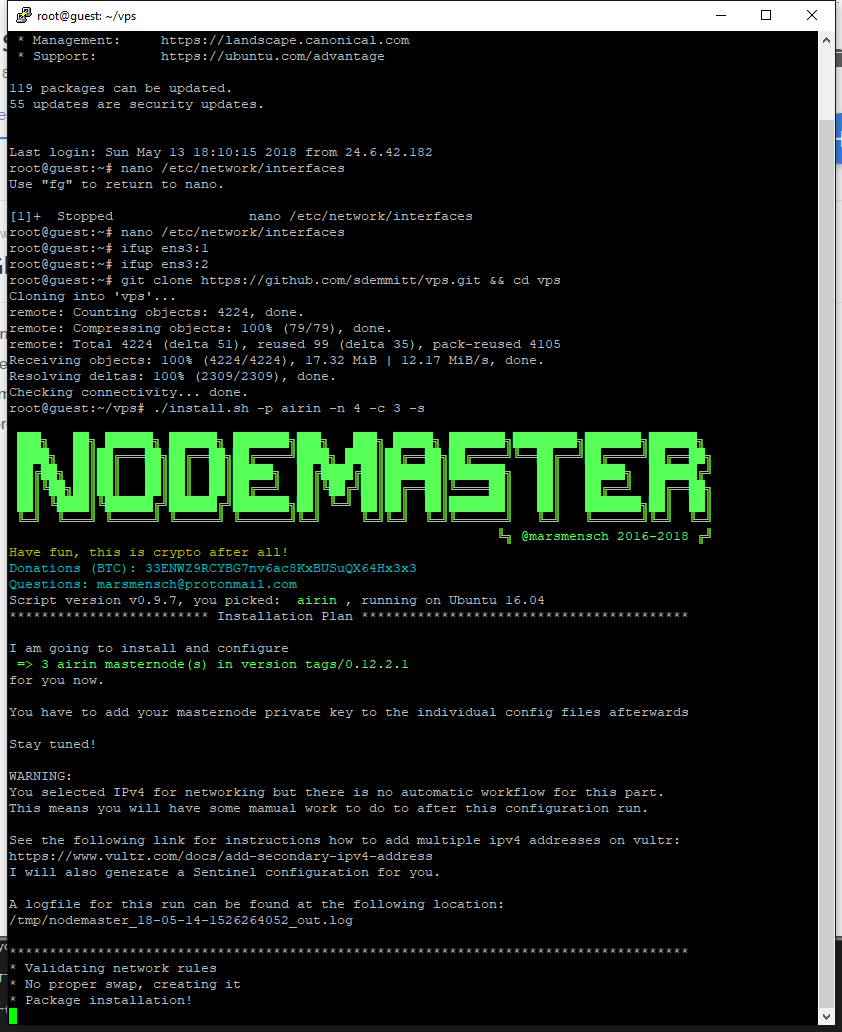 root@guest: ~/vps
* Management:     https://landscape.canonical.com
* Support:        https://ubuntu.com/advantage
119 packages can be updated.
55 updates are security updates.
Last login: Sun May 13 18:10:15 2018 from 24.6.42.182
root@guest:~# nano /etc/network/interfaces
Use "fg" to return to nano.
[1]+  Stopped                 nano /etc/network/interfaces
root@guest:~# nano /etc/network/interfaces
root@guest:~# ifup ens3:1
root@guest:~# ifup ens3:2
root@guest:~# git clone https://github.com/sdemmitt/vps.git && cd vps
Cloning into 'vps'...
remote: Counting objects: 4224, done.
remote: Compressing objects: 100% (79/79), done.
remote: Total 4224 (delta 51), reused 99 (delta 35), pack-reused 4105
Receiving objects: 100% (4224/4224), 17.32 MiB | 12.17 MiB/s, done.
Resolving deltas: 100% (2309/2309), done.
Checking connectivity... done.
root@guest:~/vps# ./install.sh -p airin -n 4 -c 3 -s
NODEMASTER
╚╗ @marsmensch 2016-2018 ╔╝
Have fun, this is crypto after all!
Donations (BTC): 33ENWZ9RCYBG7nv6ac8KxBUSuQX64Hx3x3
Questions: marsmensch@protonmail.com
Script version v0.9.7, you picked:  airin , running on Ubuntu 16.04
************************* Installation Plan *****************************************
I am going to install and configure
=> 3 airin masternode(s) in version tags/0.12.2.1
for you now.
You have to add your masternode private key to the individual config files afterwards
Stay tuned!
WARNING:
You selected IPv4 for networking but there is no automatic workflow for this part.
This means you will have some mamual work to do to after this configuration run.
See the following link for instructions how to add multiple ipv4 addresses on vultr:
https://www.vultr.com/docs/add-secondary-ipv4-address
I will also generate a Sentinel configuration for you.
A logfile for this run can be found at the following location:
/tmp/nodemaster_18-05-14-1526264052_out.log
*************************************************************************************
* Validating network rules
* No proper swap, creating it
* Package installation!